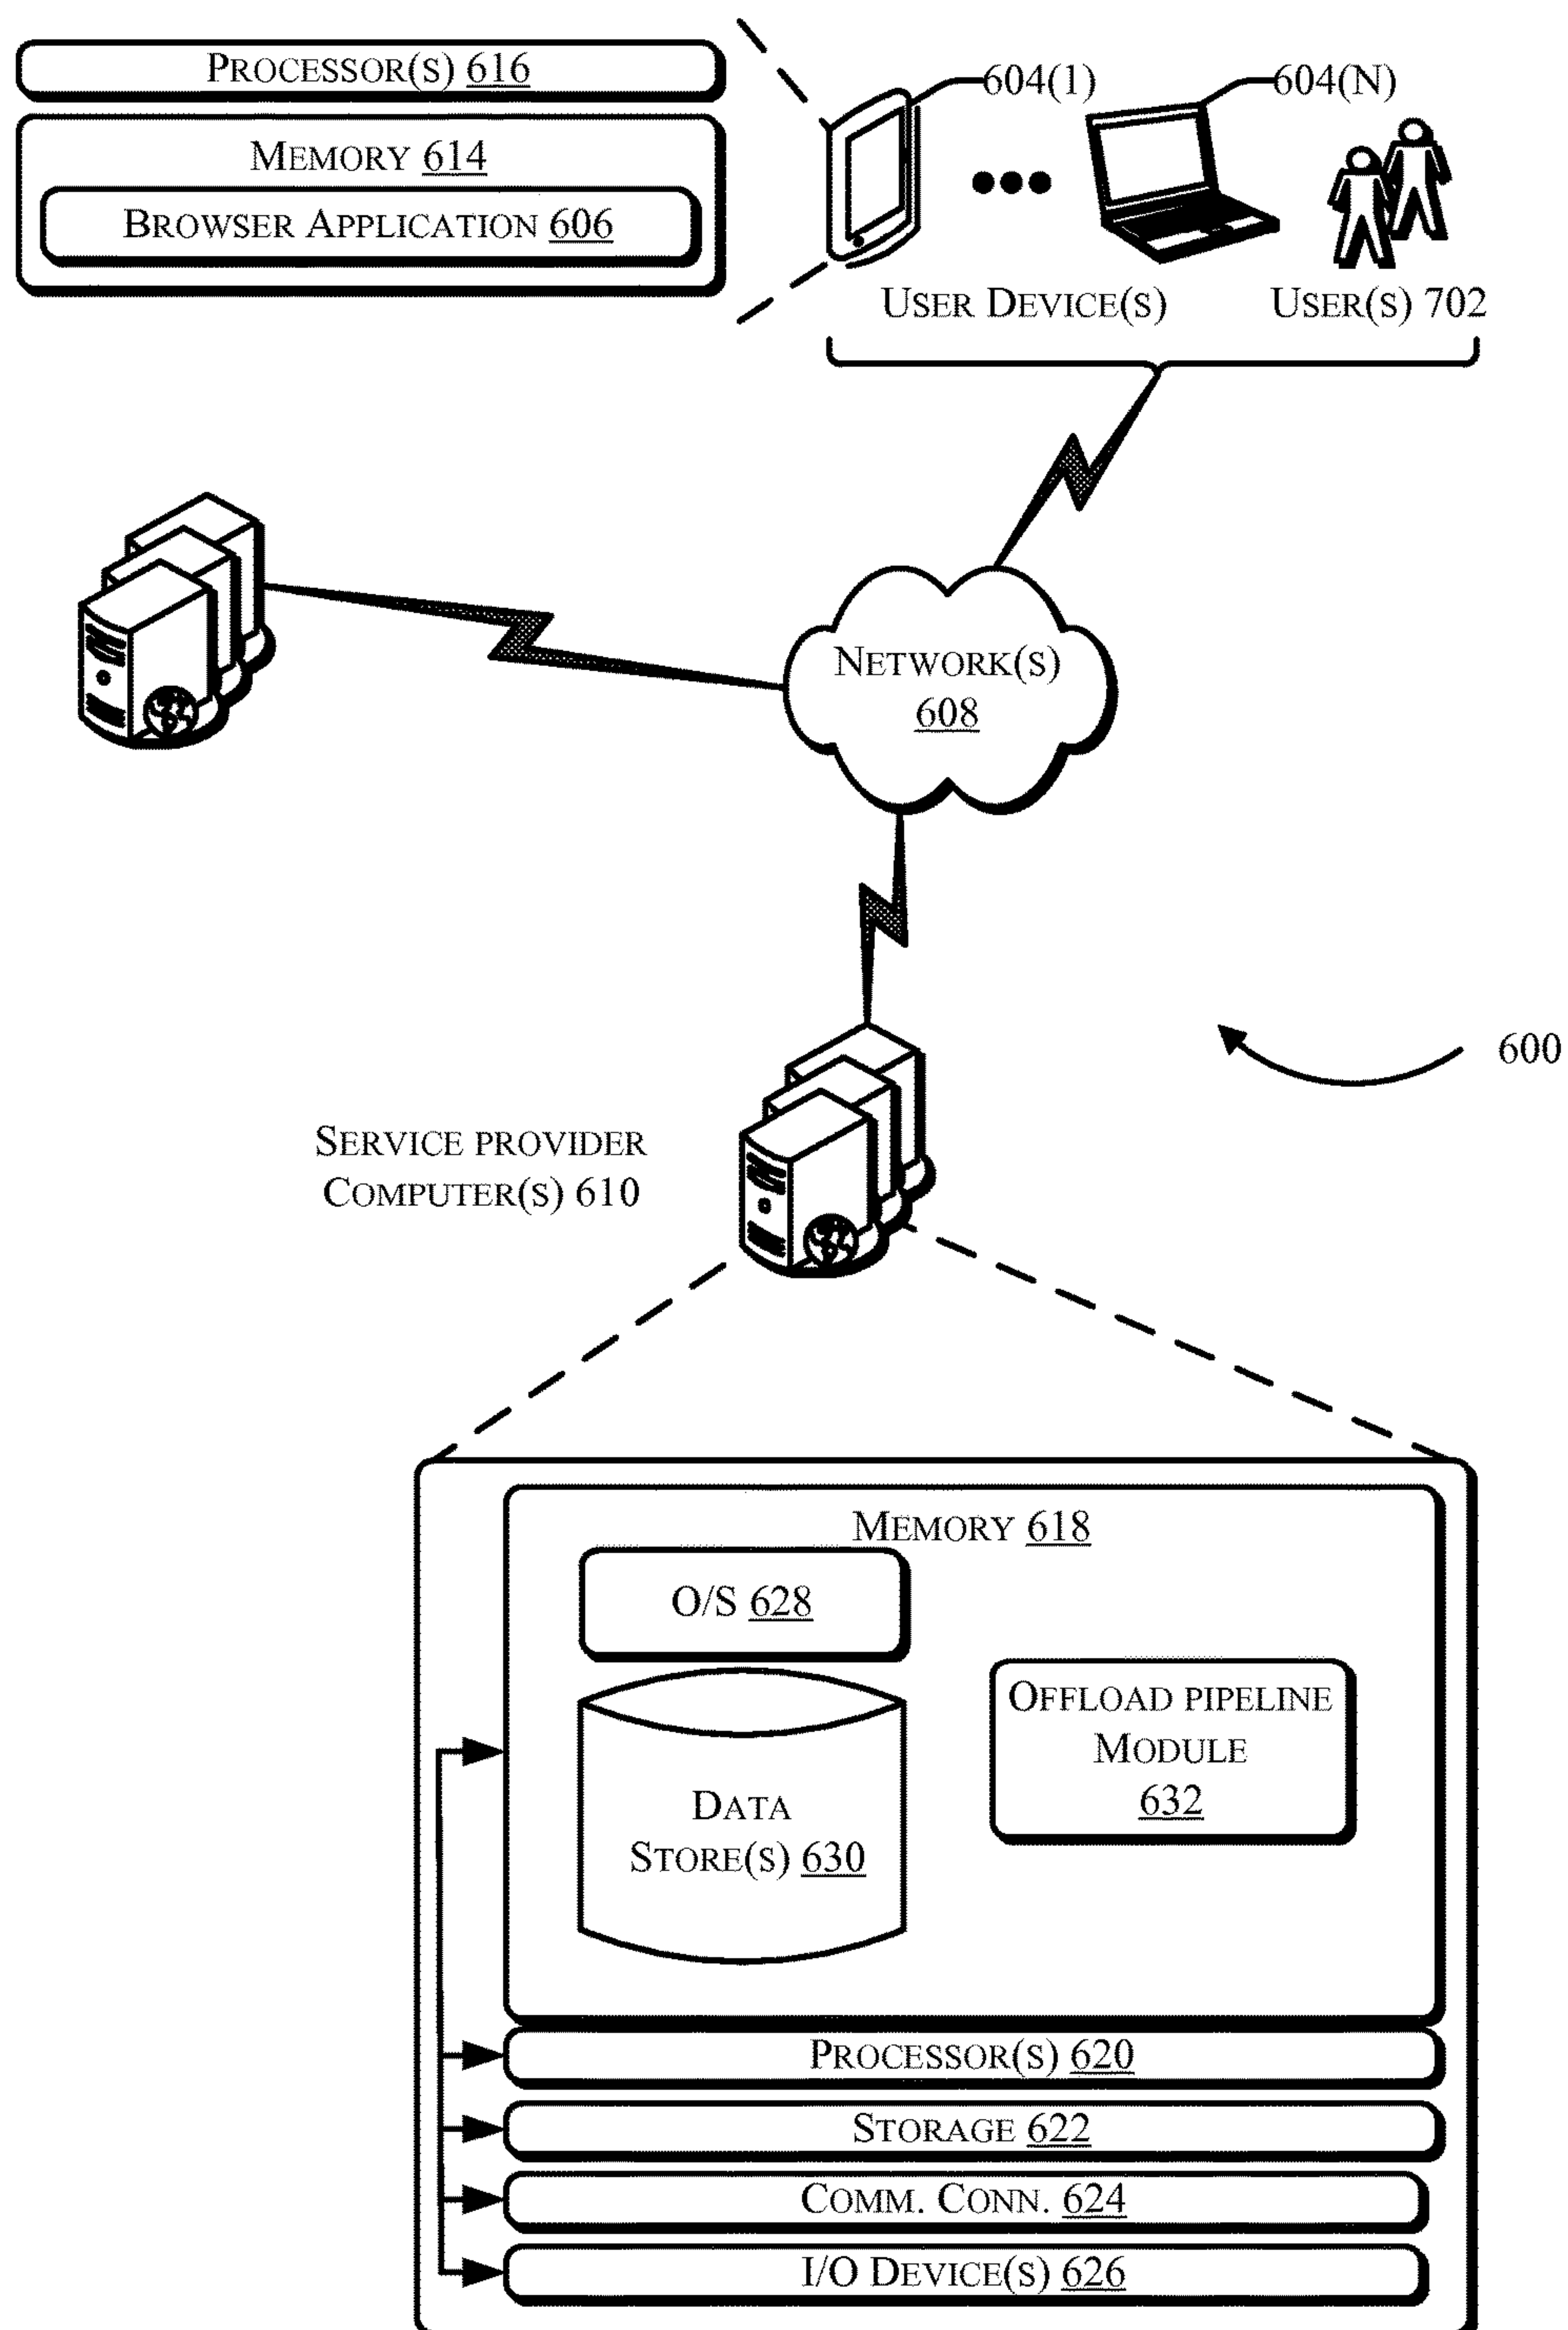 PROCESSOR(S) 616
MEMORY 614
BROWSER APPLICATION 606
604(1)
604(N)
USER DEVICE(S)
USER(S) 702
NETWORK(S)
608
600
SERVICE PROVIDER
COMPUTER(S) 610
MEMORY 618
O/S 628
OFFLOAD PIPELINE
MODULE
632
DATA
STORE(S) 630
PROCESSOR(S) 620
STORAGE 622
COMM. CONN. 624
I/O DEVICE(S) 626